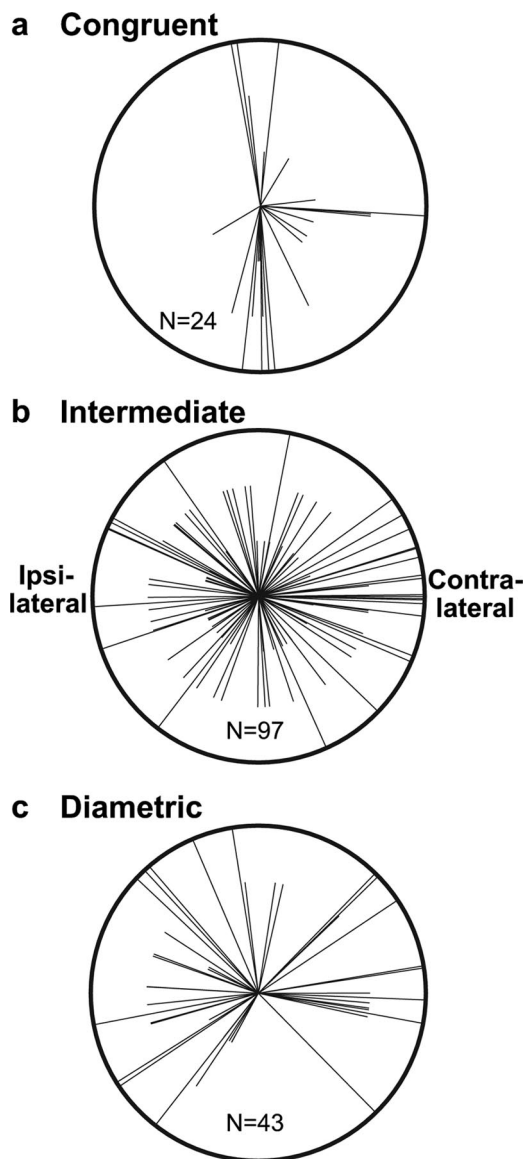 a Congruent
N=24
b Intermediate
Ipsi-
lateral
Contra-
lateral
N=97
c Diametric
N=43